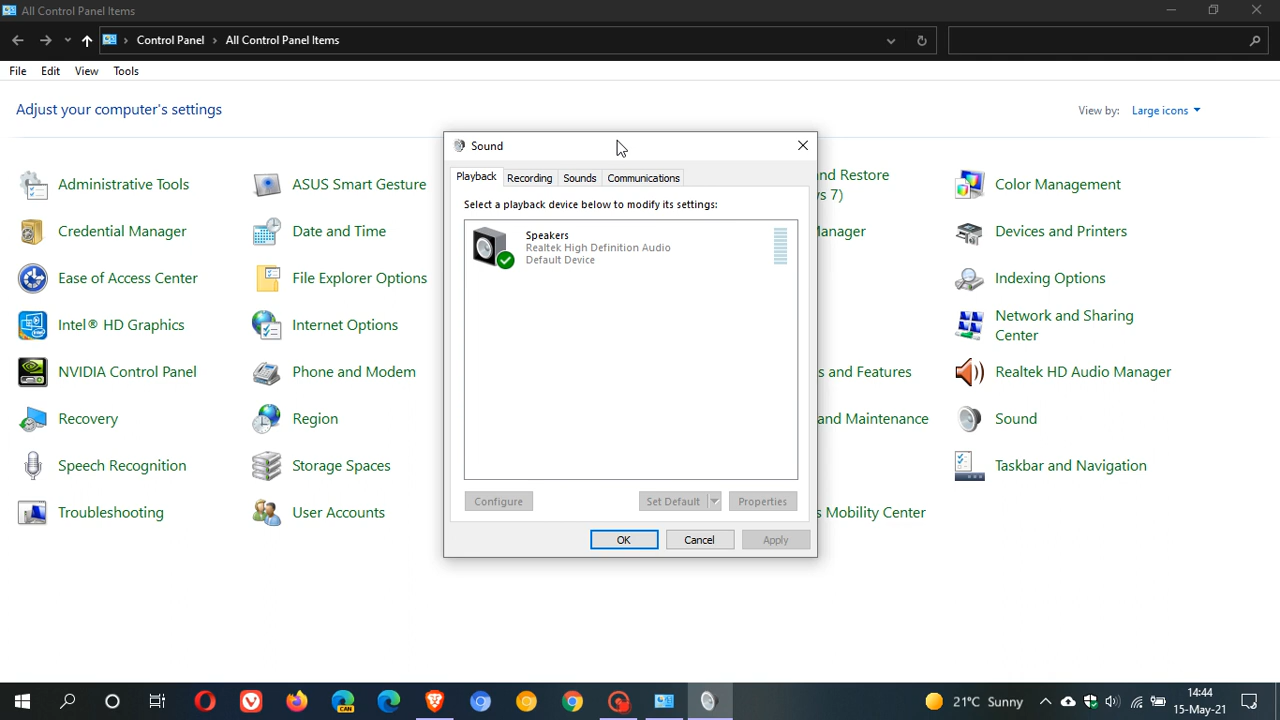 All Control Panel Items
Control Panel › All Control Panel Items
File Edit View Tools
Adjust your computer's settings
View by: Large icons
Administrative Tools
ASUS Smart Gesture
and Restore
s 7)
Color Management
Credential Manager
Date and Time
anager
Devices and Printers
Ease of Access Center
File Explorer Options
Indexing Options
Intel® HD Graphics
Internet Options
Network and Sharing
Center
NVIDIA Control Panel
Phone and Modem
s and Features
Realtek HD Audio Manager
Recovery
Region
and Maintenance
Sound
Speech Recognition
Storage Spaces
Taskbar and Navigation
Troubleshooting
User Accounts
s Mobility Center
Sound
Playback Recording Sounds Communications
Select a playback device below to modify its settings:
Speakers
Realtek High Definition Audio
Default Device
Configure Set Default Properties
OK Cancel Apply
CAN
21°C Sunny
14:44
15-May-21